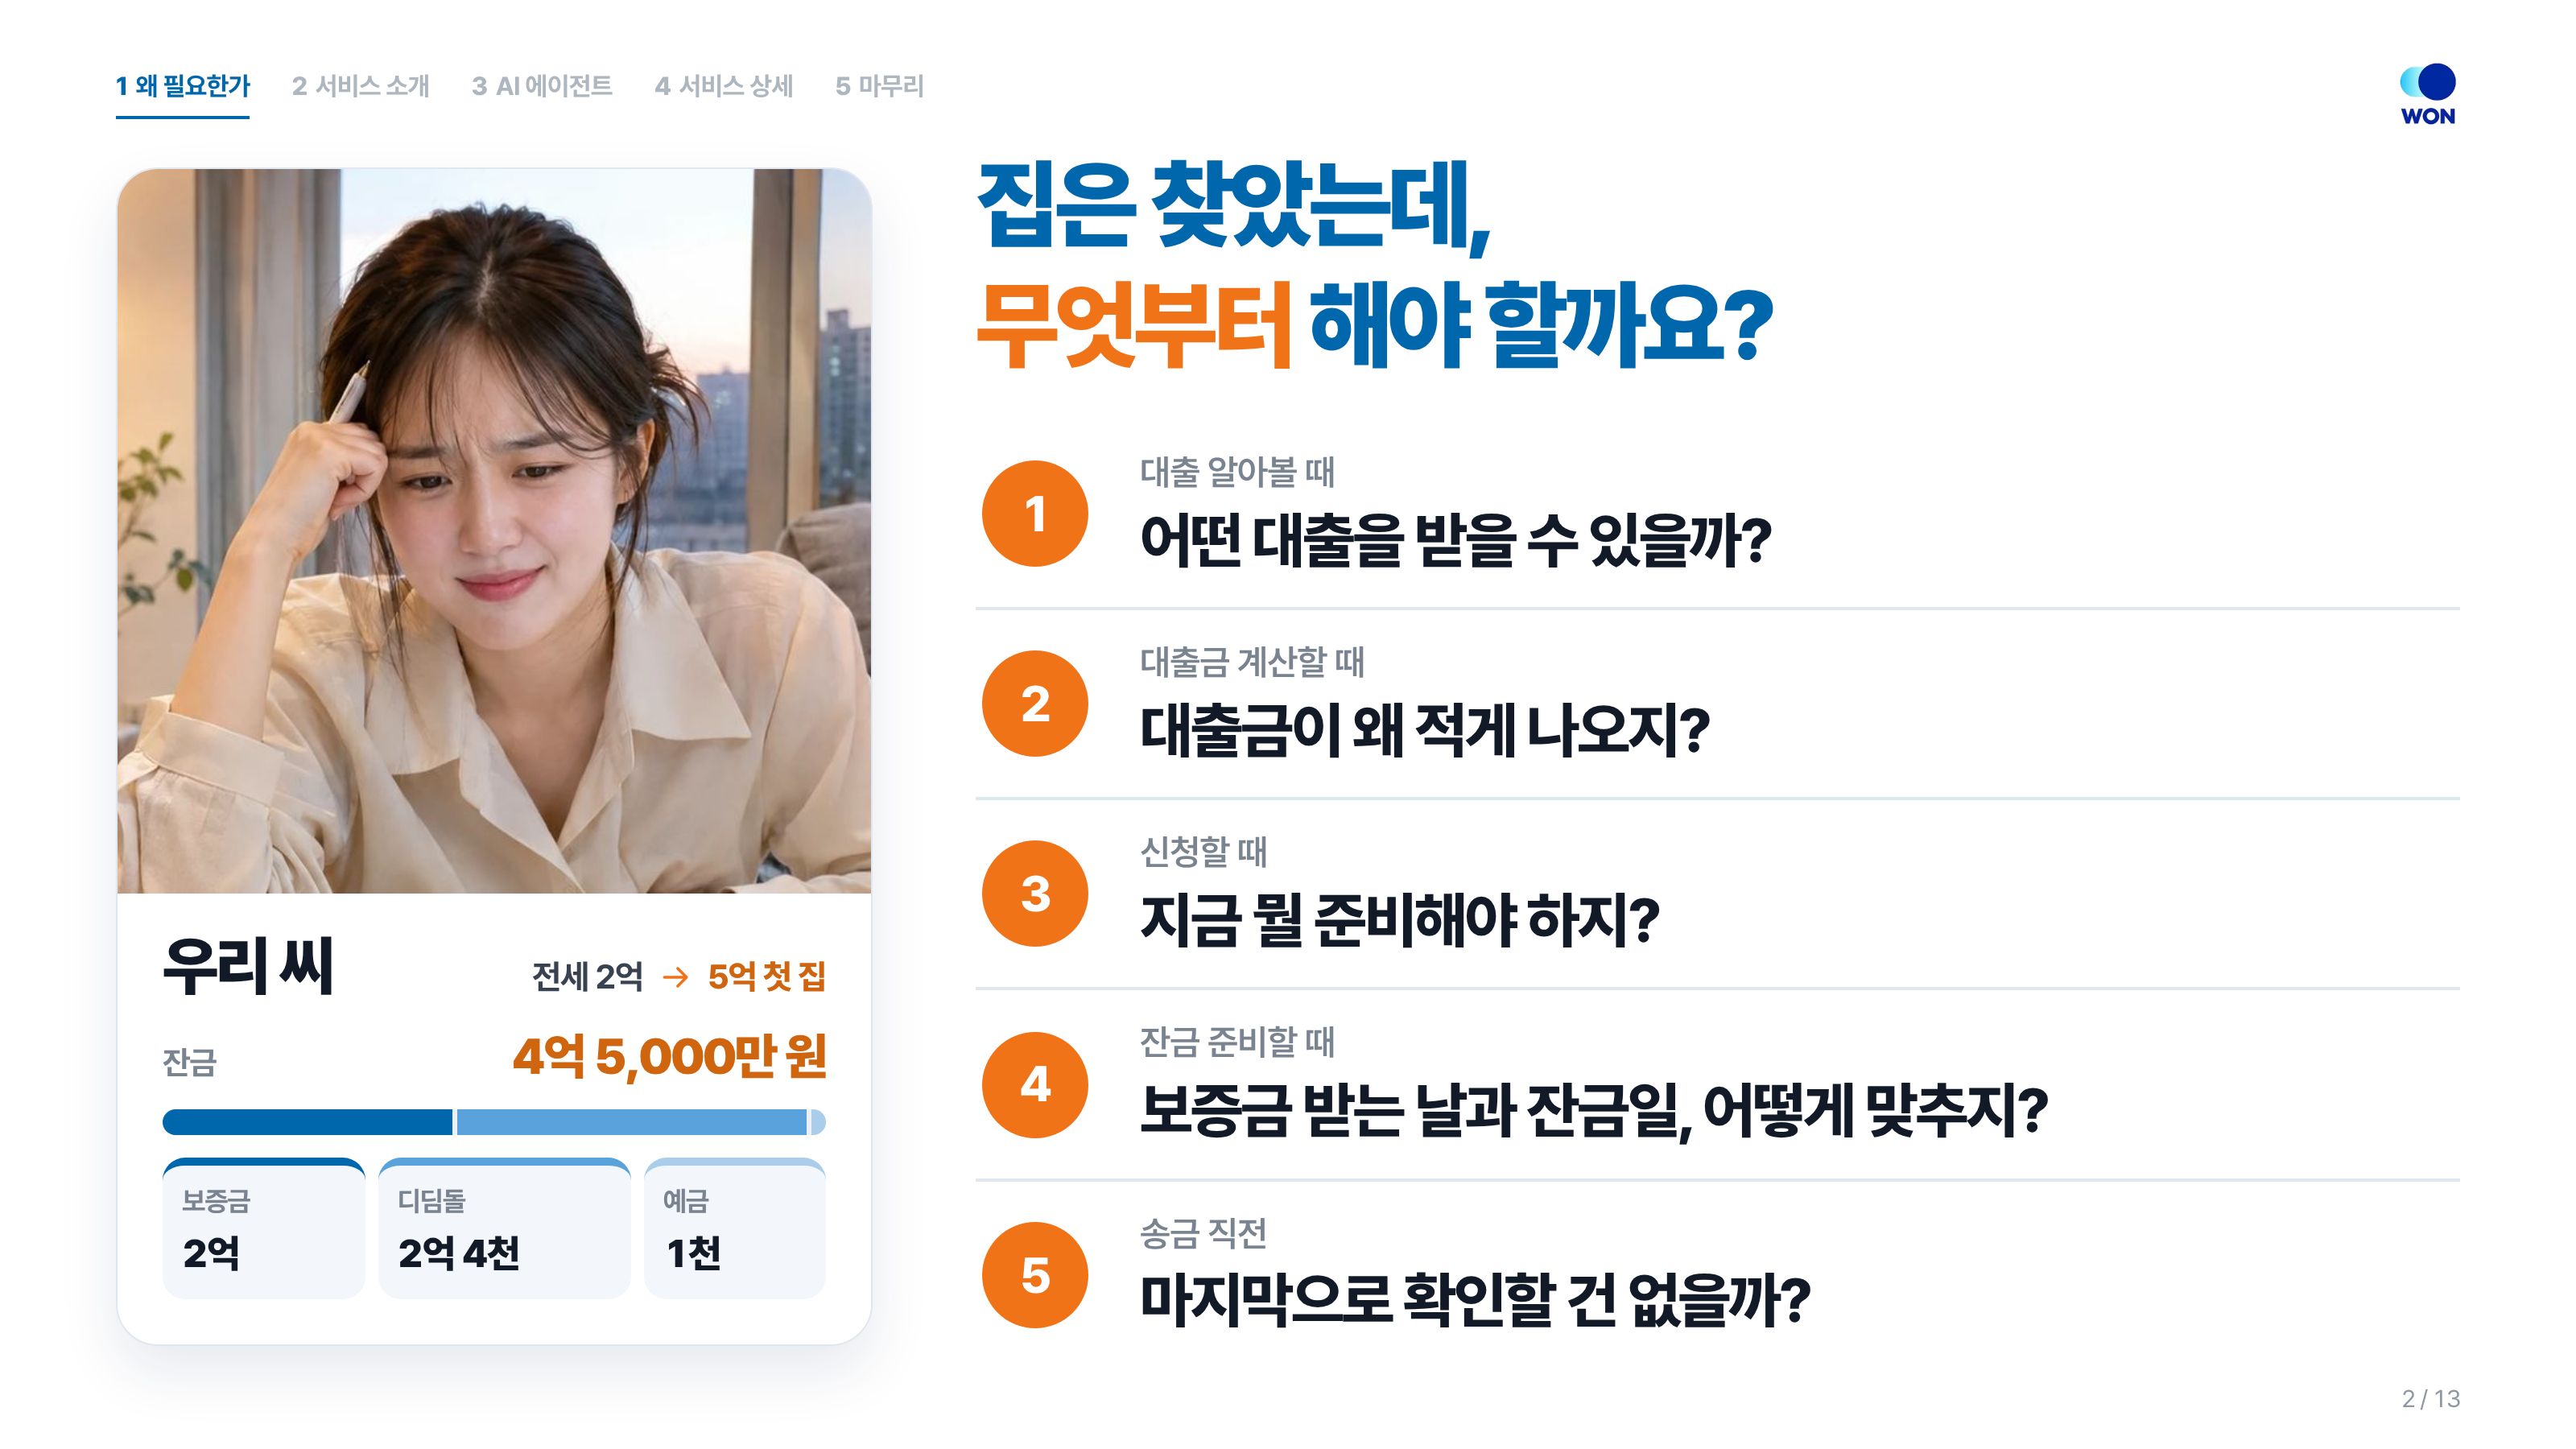 1 왜 필요한가 2 서비스 소개 3 AI 에이전트 4 서비스 상세 5 마무리
WON
집은 찾았는데,
무엇부터 해야 할까요?
1
대출 알아볼 때
어떤 대출을 받을 수 있을까?
2
대출금 계산할 때
대출금이 왜 적게 나오지?
3
신청할 때
지금 뭘 준비해야 하지?
4
잔금 준비할 때
보증금 받는 날과 잔금일, 어떻게 맞추지?
5
송금 직전
마지막으로 확인할 건 없을까?
우리 씨
전세 2억 → 5억 첫 집
잔금
4억 5,000만 원
보증금
2억
디딤돌
2억 4천
예금
1천
2 / 13